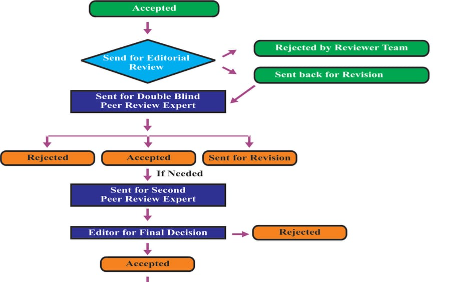 Accepted
Send for Editorial
Review
Rejected by Reviewer Team
Sent back for Revision
Sent for Double Blind
Peer Review Expert
Rejected
Accepted
Sent for Revision
If Needed
Sent for Second
Peer Review Expert
Editor for Final Decision
Rejected
Accepted